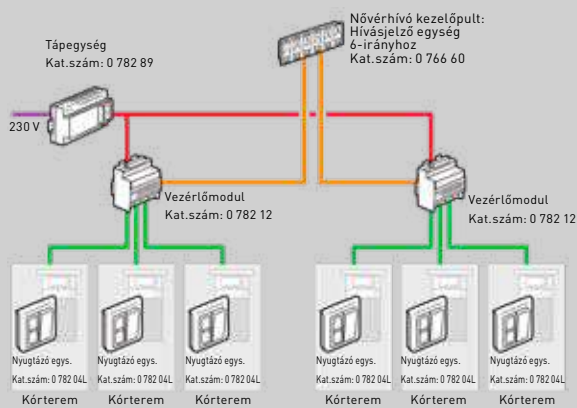 Nővérhívó kezelőpult:
Hívásjelző egység
6-irányhoz
Kat.szám: 0 766 60
Tápegység
Kat.szám: 0 782 89
230 V
Vezérlőmodul
Kat.szám: 0 782 12
Vezérlőmodul
Kat.szám: 0 782 12
Nyugtázó egys.
Kat.szám: 0 782 04L
Kórterem
Nyugtázó egys.
Kat.szám: 0 782 04L
Kórterem
Nyugtázó egys.
Kat.szám: 0 782 04L
Kórterem
Nyugtázó egys.
Kat.szám: 0 782 04L
Kórterem
Nyugtázó egys.
Kat.szám: 0 782 04L
Kórterem
Nyugtázó egys.
Kat.szám: 0 782 04L
Kórterem